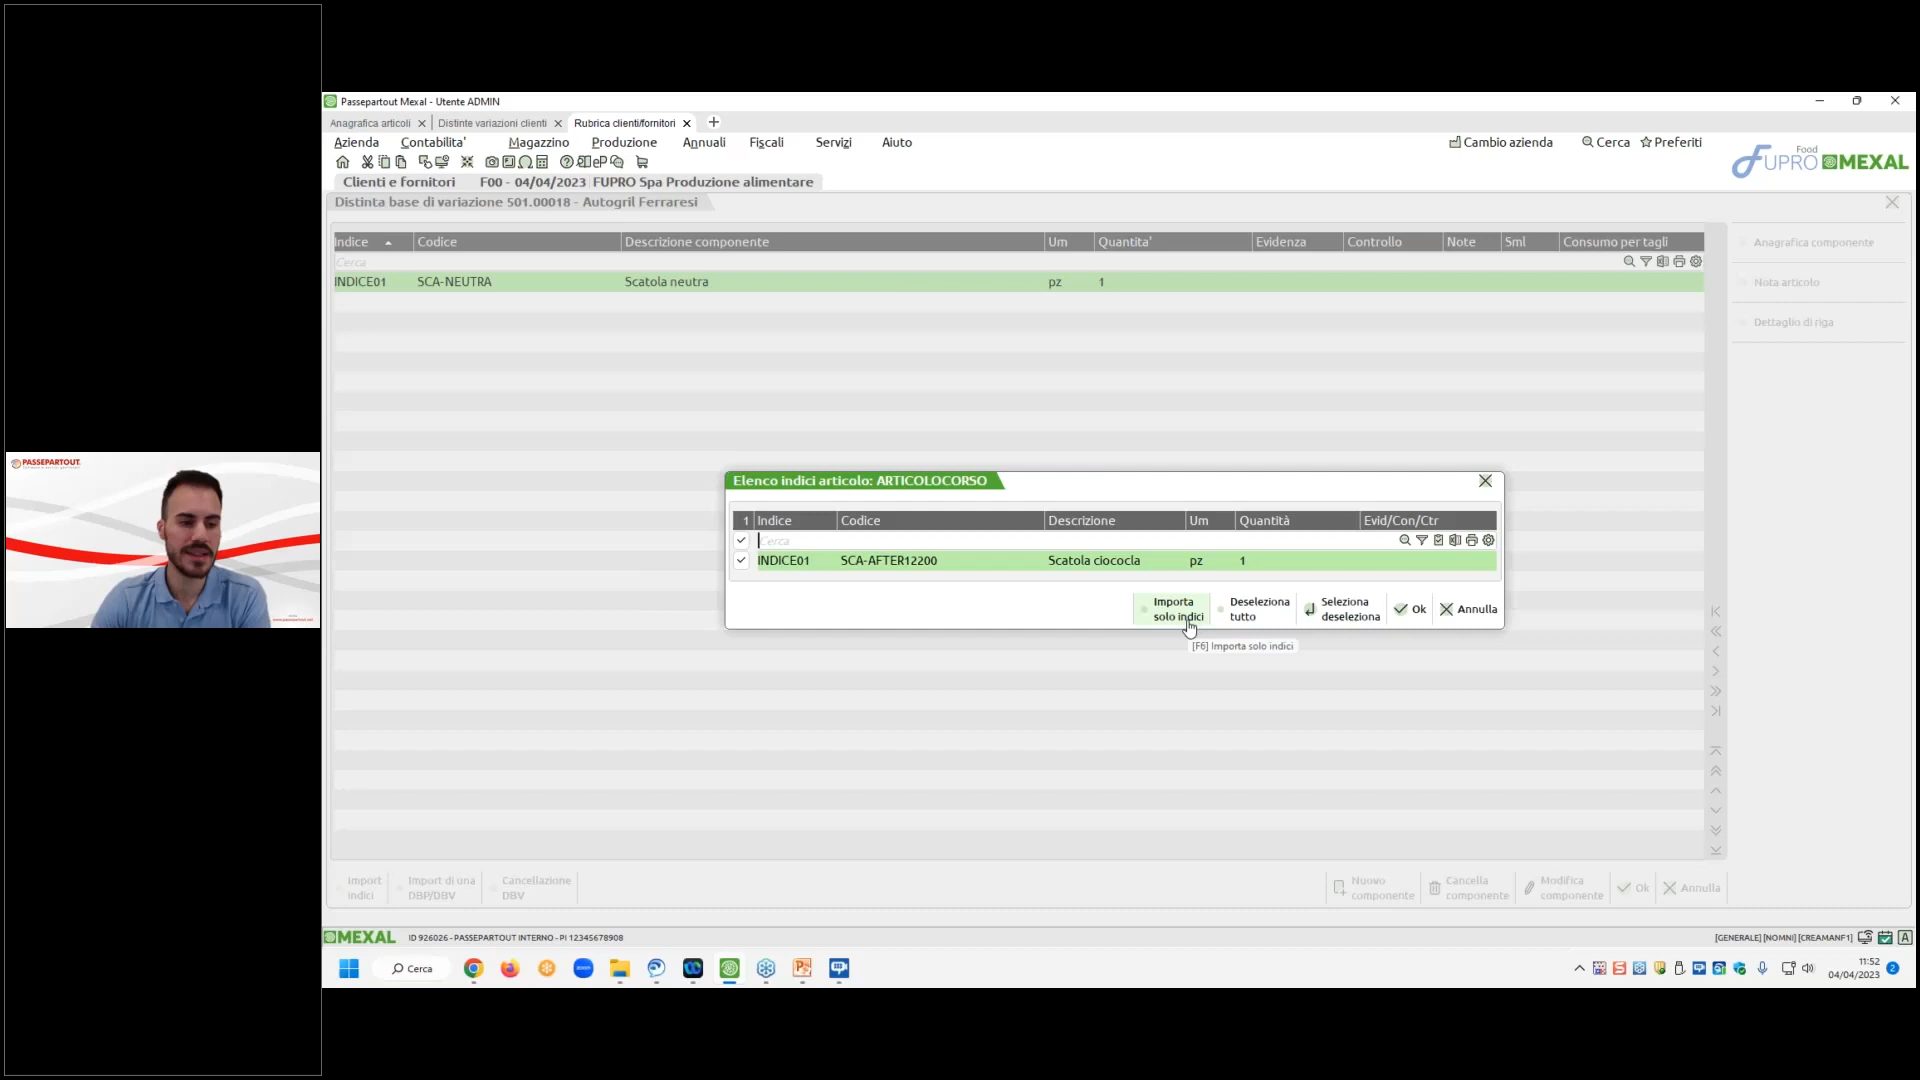 Passepartout Mexal - Utente ADMIN
Anagrafica articoli Distinte variazioni clienti Rubrica clienti/fornitori
Azienda Contabilita' Magazzino Produzione Annuali Fiscali Servizi Aiuto Cambio azienda Cerca Preferiti
Food
FUPRO MEXAL
Clienti e fornitori F00 - 04/04/2023 FUPRO Spa Produzione alimentare
Distinta base di variazione 501.00018 - Autogril Ferraresi
Indice Codice Descrizione componente Um Quantita' Evidenza Controllo Note Sml Consumo per tagli
Cerca
INDICE01 SCA-NEUTRA Scatola neutra pz 1
Anagrafica componente
Nota articolo
Dettaglio di riga
PASSEPARTOUT
Elenco indici articolo: ARTICOLOCORSO
1 Indice Codice Descrizione Um Quantità Evid/Con/Ctr
Cerca
INDICE01 SCA-AFTER12200 Scatola ciococla pz 1
Importa solo indici
Deseleziona tutto
Seleziona deseleziona
Ok
Annulla
[F6] Importa solo indici
Import indici
Import di una DBP/DBV
Cancellazione DBV
Nuovo componente
Cancella componente
Modifica componente
Ok
Annulla
MEXAL ID 926026 - PASSEPARTOUT INTERNO - PI 12345678908 [GENERALE] [NOMNI] [CREAMANF1] A
Cerca
11:52
04/04/2023
2